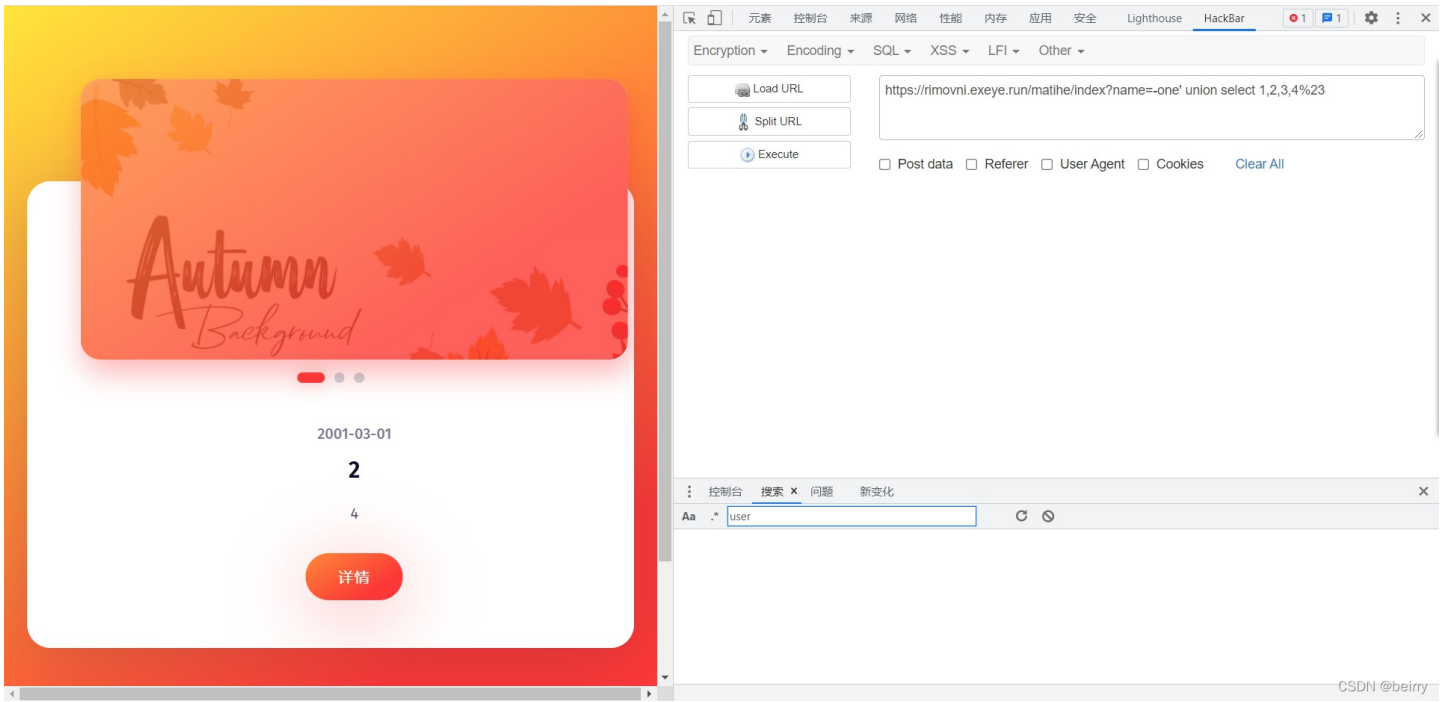 Autumn
Background
2001-03-01
2
4
详情
元素 控制台 来源 网络 性能 内存 应用 安全 Lighthouse HackBar 1 1
Encryption Encoding SQL XSS LFI Other
Load URL
Split URL
Execute
https://rimovni.exeye.run/matihe/index?name=-one' union select 1,2,3,4%23
Post data Referer User Agent Cookies Clear All
控制台 搜索 × 问题 新变化
Aa .* user
CSDN @beirry